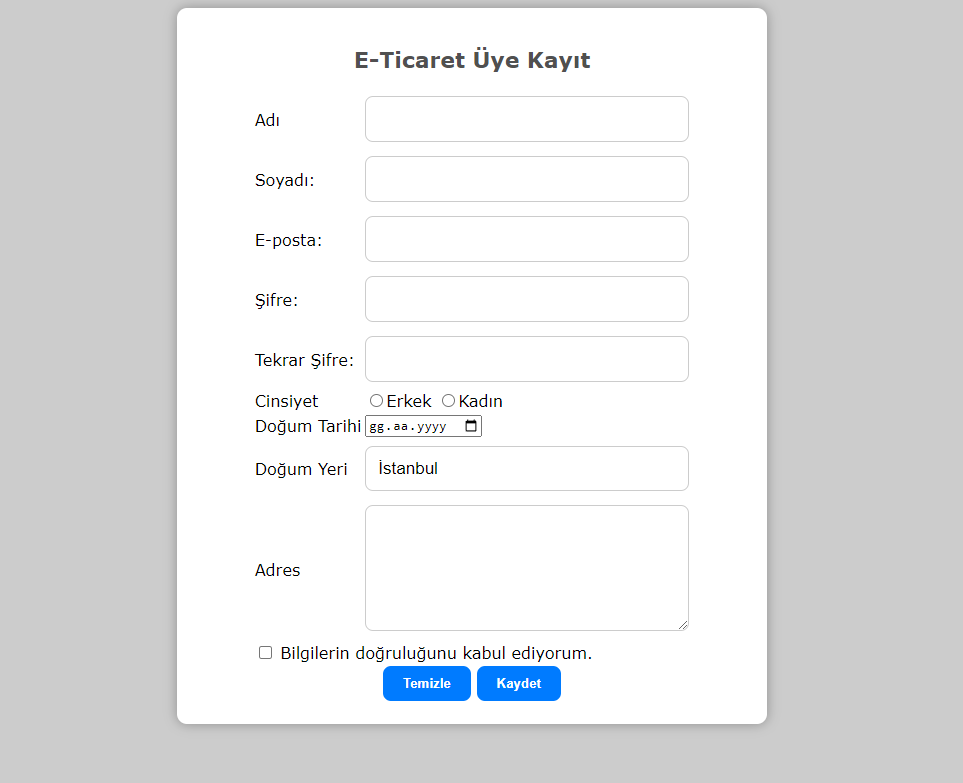 E-Ticaret Üye Kayıt
Adı
Soyadı:
E-posta:
Şifre:
Tekrar Şifre:
Cinsiyet Erkek Kadın
Doğum Tarihi gg.aa.yyyy
Doğum Yeri İstanbul
Adres
Bilgilerin doğruluğunu kabul ediyorum.
Temizle Kaydet